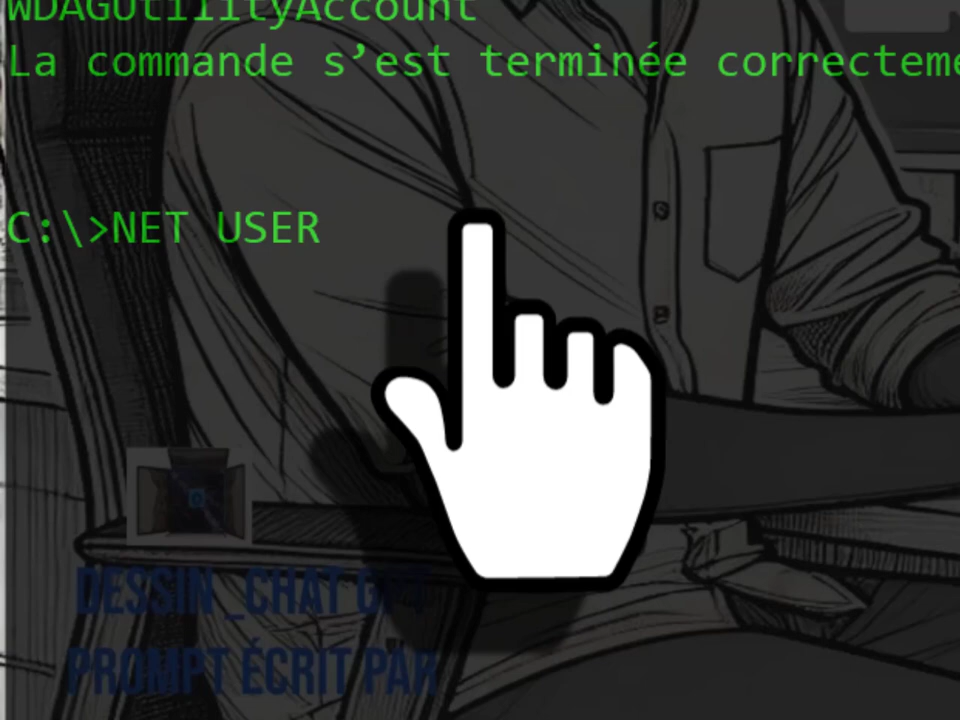 WDAGUtilityAccount
La commande s’est terminée correcteme
C:\>NET USER
DESSIN_CHAT GPT
PROMPT ÉCRIT PAR